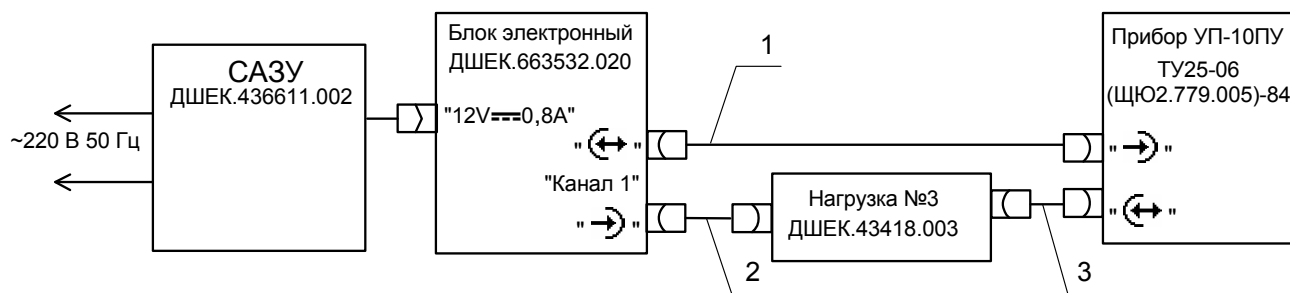 САЗУ
ДШЕК.436611.002
~220 В 50 Гц
Блок электронный
ДШЕК.663532.020
"12V 0,8А"
" "
"Канал 1"
" "
1
2
3
Нагрузка №3
ДШЕК.43418.003
Прибор УП-10ПУ
ТУ25-06
(ЩЮ2.779.005)-84
" "
" "